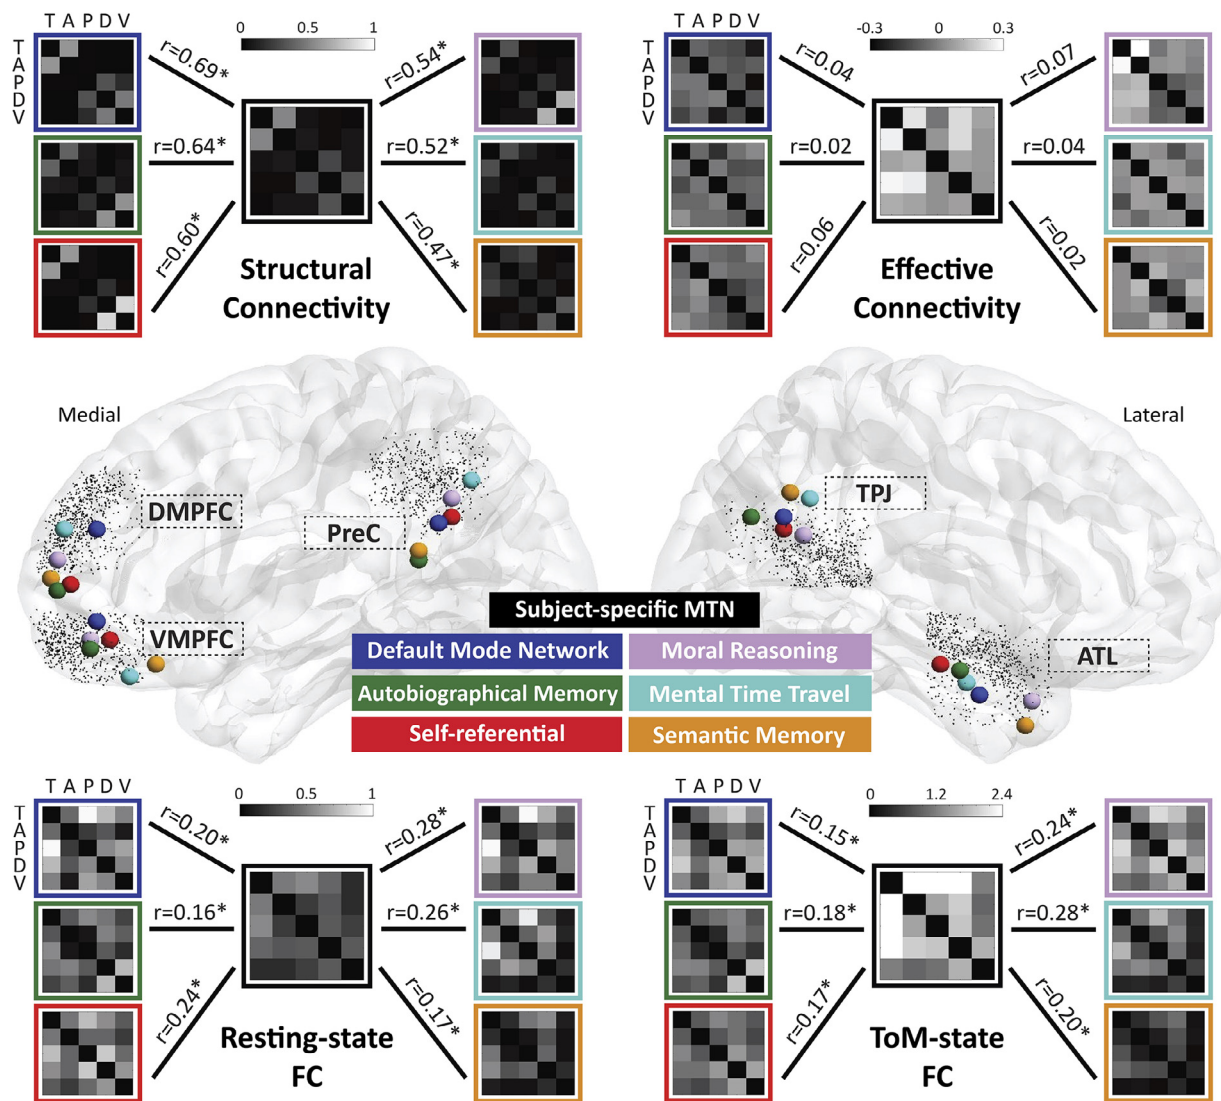 T A P D V
T
A
P
D
V
0 0.5 1
r=0.69*
r=0.54*
r=0.64*
r=0.52*
r=0.60*
r=0.47*
Structural
Connectivity
T A P D V
T
A
P
D
V
-0.3 0 0.3
r=0.04
r=0.07
r=0.02
r=0.04
r=0.06
r=0.02
Effective
Connectivity
Medial
Lateral
DMPFC
PreC
VMPFC
TPJ
ATL
Subject-specific MTN
Default Mode Network
Moral Reasoning
Autobiographical Memory
Mental Time Travel
Self-referential
Semantic Memory
T A P D V
T
A
P
D
V
0 0.5 1
r=0.20*
r=0.28*
r=0.16*
r=0.26*
r=0.24*
r=0.17*
Resting-state
FC
T A P D V
T
A
P
D
V
0 1.2 2.4
r=0.15*
r=0.24*
r=0.18*
r=0.28*
r=0.17*
r=0.20*
ToM-state
FC